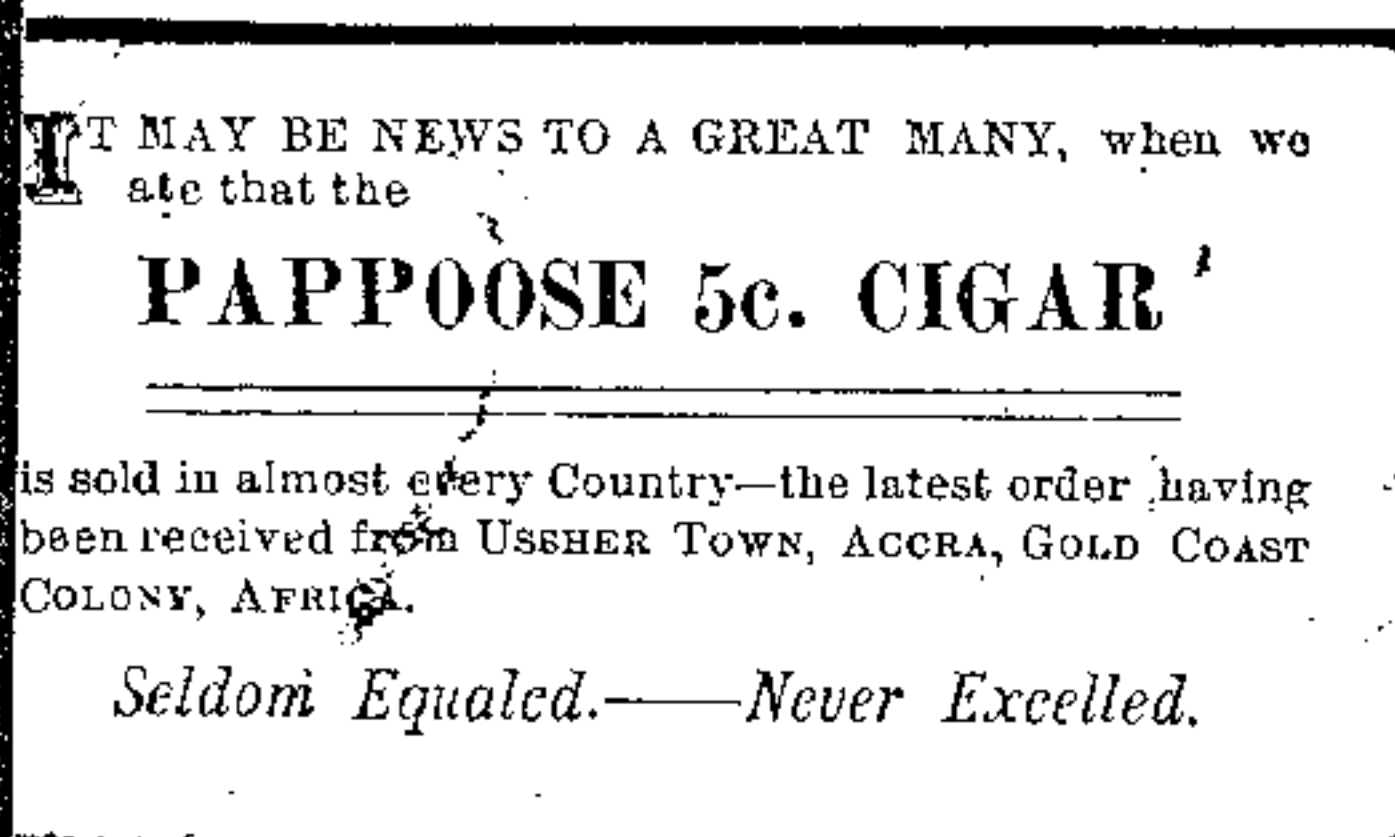 IT MAY BE NEWS TO A GREAT MANY, when we
ate that the
PAPPOOSE 5c. CIGAR
is sold in almost every Country—the latest order having
been received from USSHER TOWN, ACCRA, GOLD COAST
COLONY, AFRICA.
Seldom Equaled.——Never Excelled.